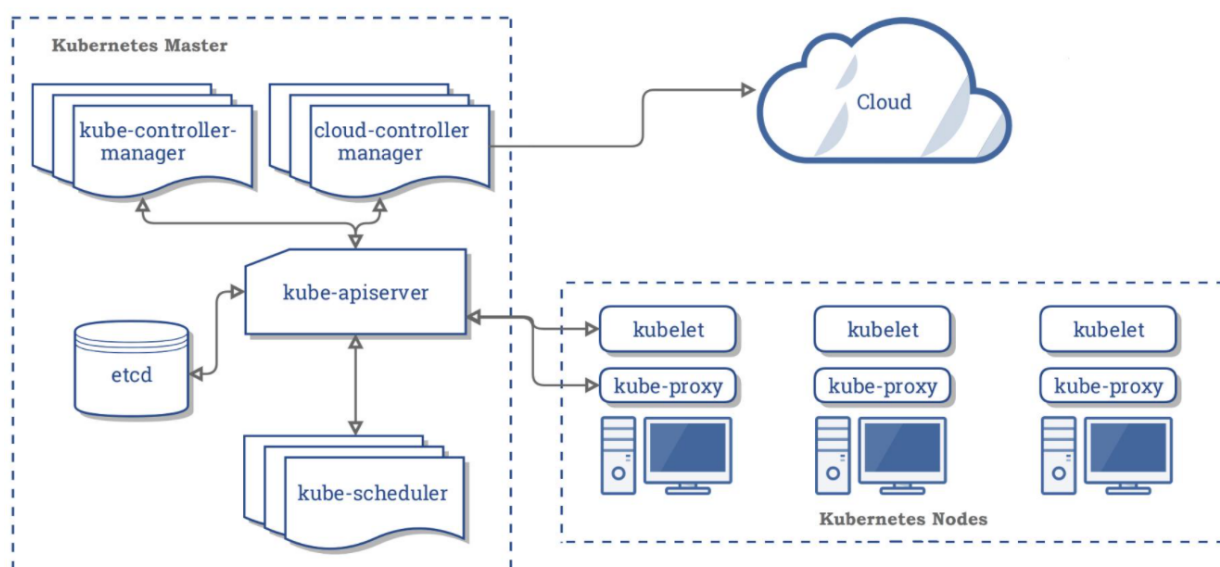 Kubernetes Master
kube-controller-
manager
cloud-controller
manager
Cloud
kube-apiserver
etcd
kube-scheduler
kubelet
kubelet
kubelet
kube-proxy
kube-proxy
kube-proxy
Kubernetes Nodes